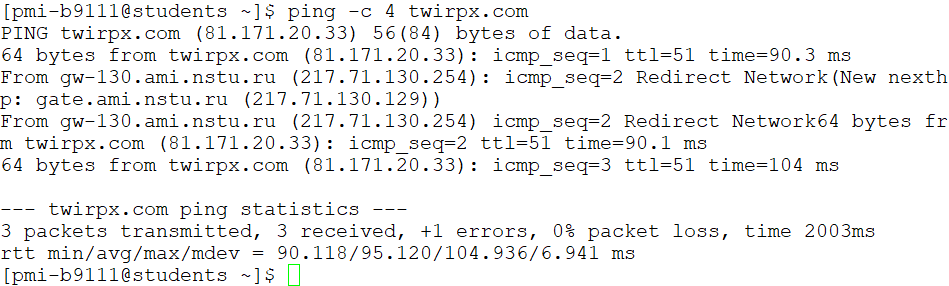 [pmi-b9111@students ~]$ ping -c 4 twirpx.com
PING twirpx.com (81.171.20.33) 56(84) bytes of data.
64 bytes from twirpx.com (81.171.20.33): icmp_seq=1 ttl=51 time=90.3 ms
From gw-130.ami.nstu.ru (217.71.130.254): icmp_seq=2 Redirect Network(New nexth
p: gate.ami.nstu.ru (217.71.130.129))
From gw-130.ami.nstu.ru (217.71.130.254) icmp_seq=2 Redirect Network64 bytes fr
m twirpx.com (81.171.20.33): icmp_seq=2 ttl=51 time=90.1 ms
64 bytes from twirpx.com (81.171.20.33): icmp_seq=3 ttl=51 time=104 ms
--- twirpx.com ping statistics ---
3 packets transmitted, 3 received, +1 errors, 0% packet loss, time 2003ms
rtt min/avg/max/mdev = 90.118/95.120/104.936/6.941 ms
[pmi-b9111@students ~]$